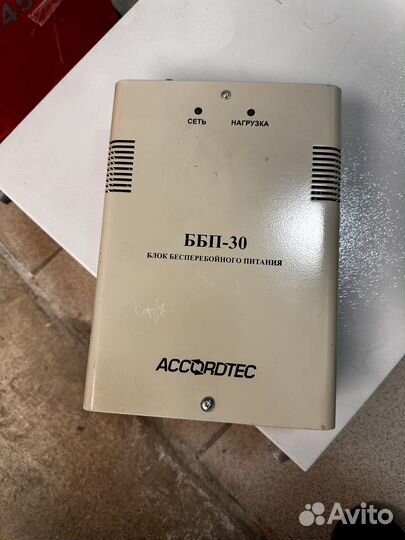 СЕТЬ НАГРУЗКА
ББП-30
БЛОК БЕСПЕРЕБОЙНОГО ПИТАНИЯ
ACCORDTEC
Avito